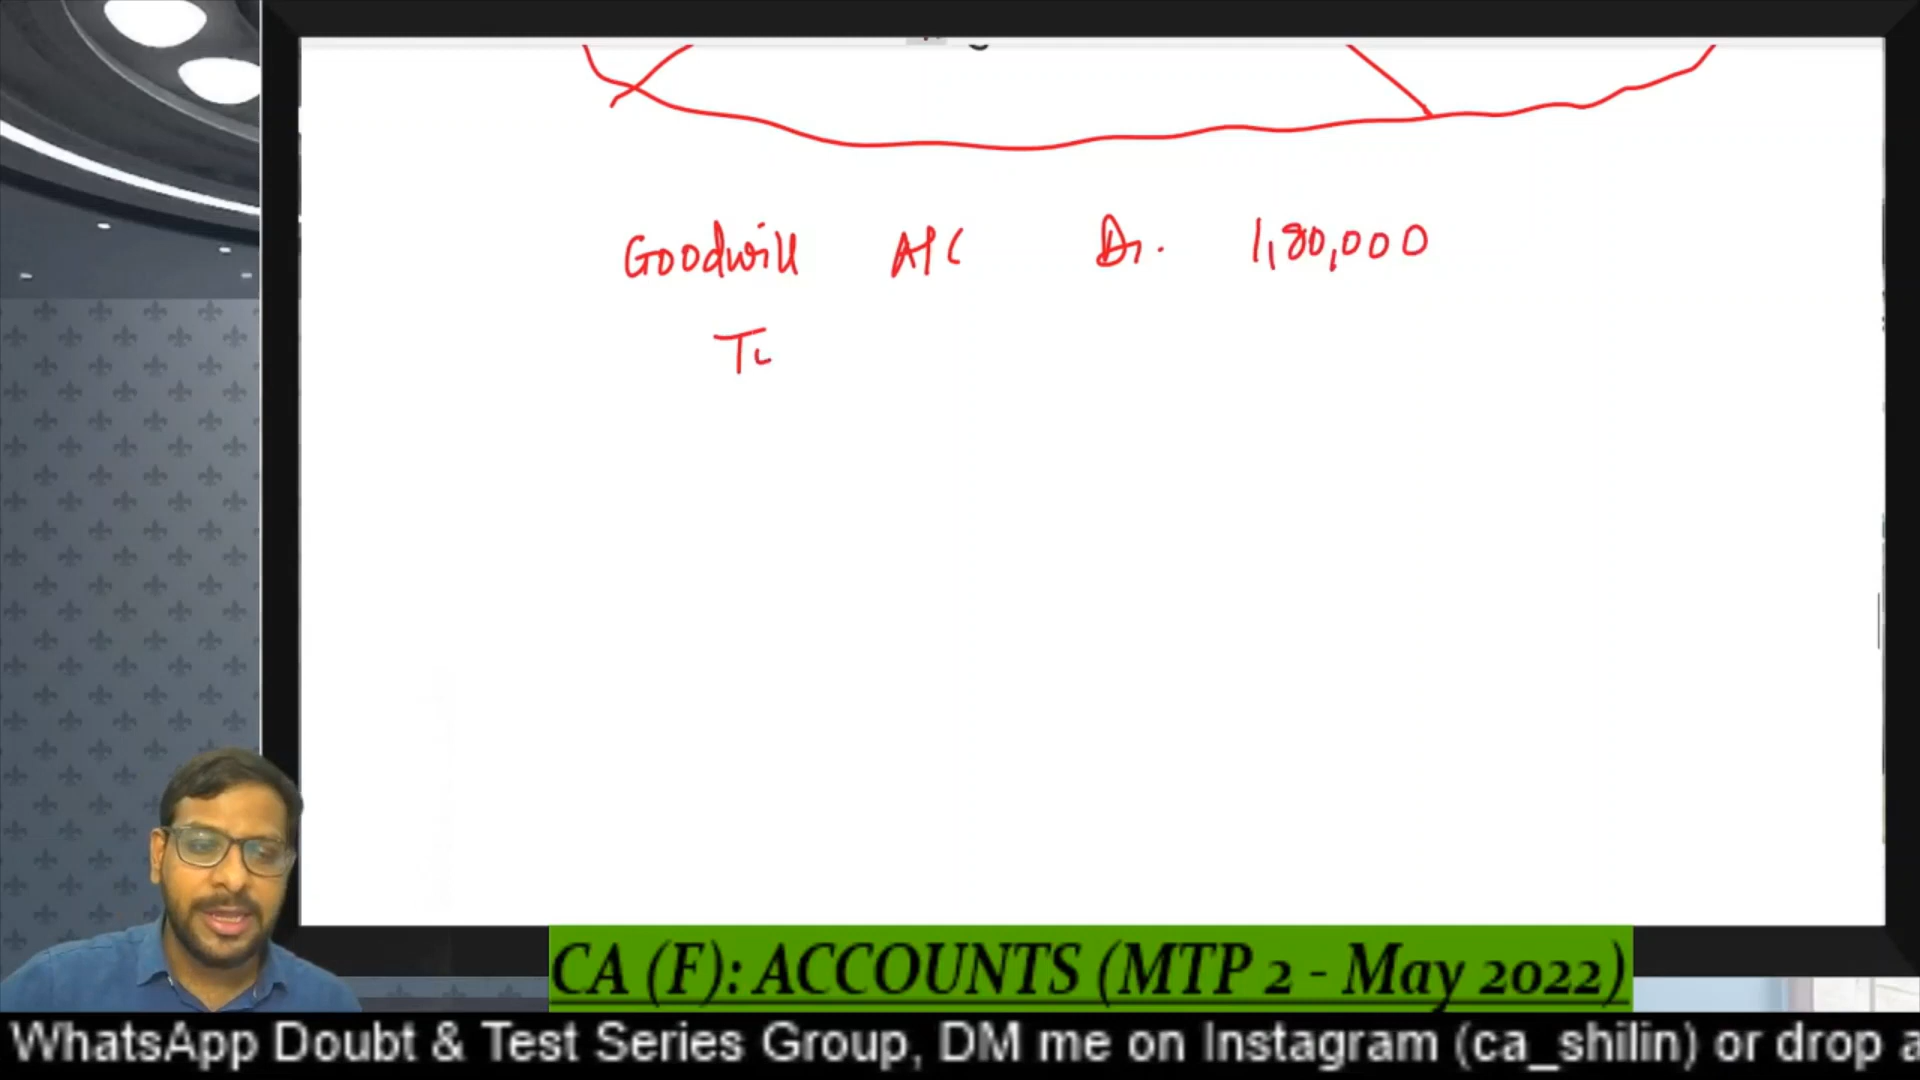 Goodwill A/C Dr. 1,80,000
To
CA (F): ACCOUNTS (MTP 2 - May 2022)
WhatsApp Doubt & Test Series Group, DM me on Instagram (ca_shilin) or drop a